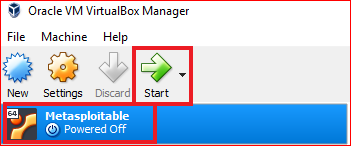 Oracle VM VirtualBox Manager
File Machine Help
New Settings Discard Start
64 Metasploitable
Powered Off